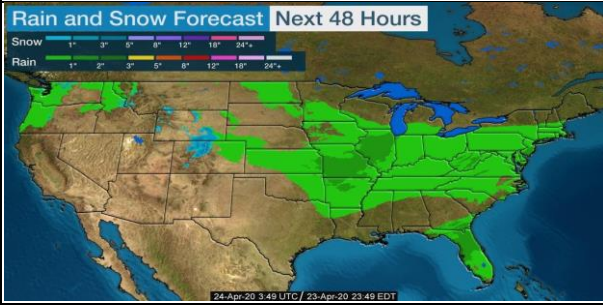 Rain and Snow Forecast Next 48 Hours
Snow 1" 3" 5" 8" 12" 18" 24"+
Rain 1" 2" 3" 5" 8" 12" 18" 24"+
24-Apr-20 3:49 UTC / 23-Apr-20 23:49 EDT